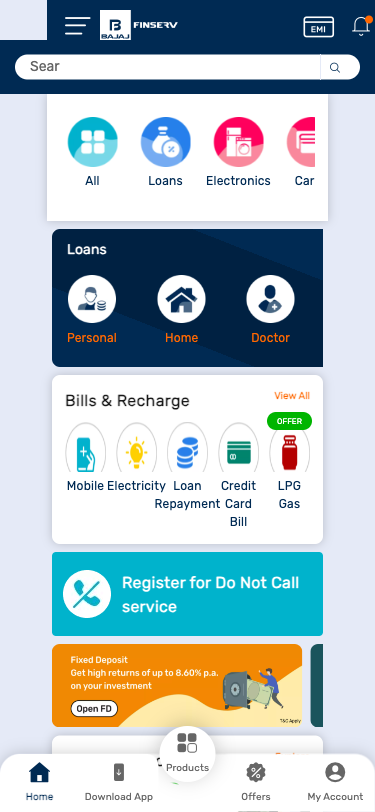 B
BAJAJ
FINSERV
EMI
Sear
All
Loans
Electronics
Car
Loans
Personal
Home
Doctor
Bills & Recharge
View All
OFFER
Mobile
Electricity
Loan Repayment
Credit Card Bill
LPG Gas
Register for Do Not Call
service
Fixed Deposit
Get high returns of up to 8.60% p.a.
on your investment
Open FD
T&C Apply
Home
Download App
Products
Offers
My Account